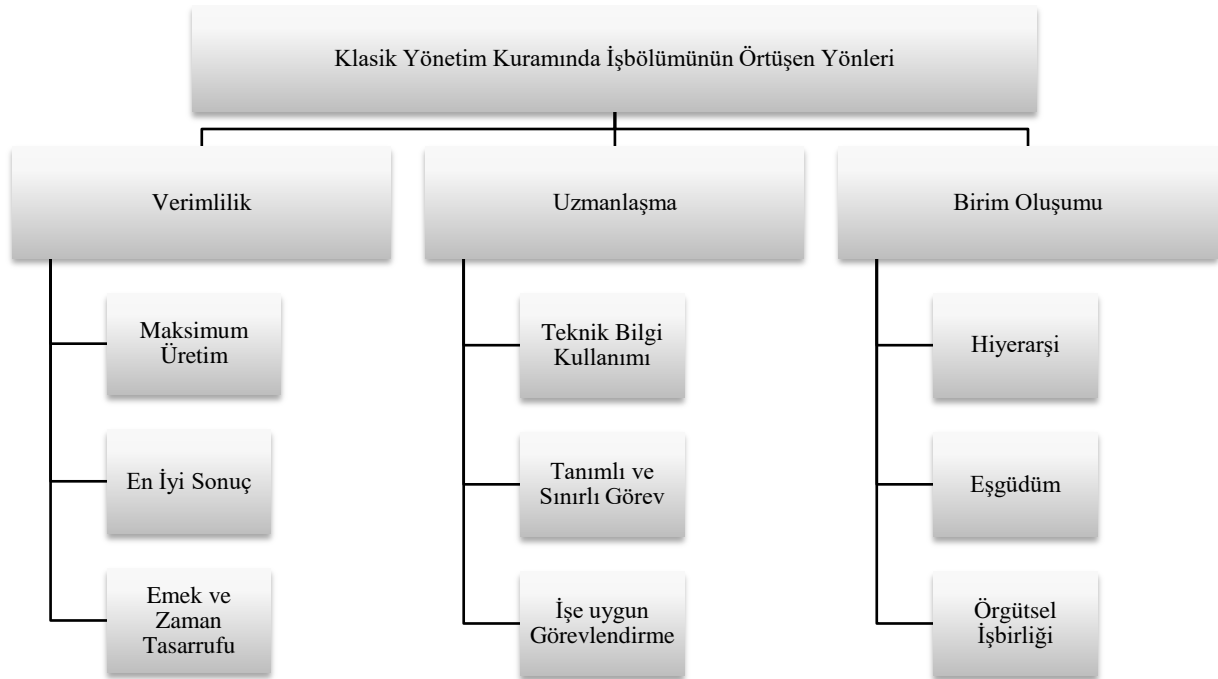 Klasik Yönetim Kuramında İşbölümünün Örtüşen Yönleri
Verimlilik
Maksimum
Üretim
En İyi Sonuç
Emek ve
Zaman
Tasarrufu
Uzmanlaşma
Teknik Bilgi
Kullanımı
Tanımlı ve
Sınırlı Görev
İşe uygun
Görevlendirme
Birim Oluşumu
Hiyerarşi
Eşgüdüm
Örgütsel
İşbirliği